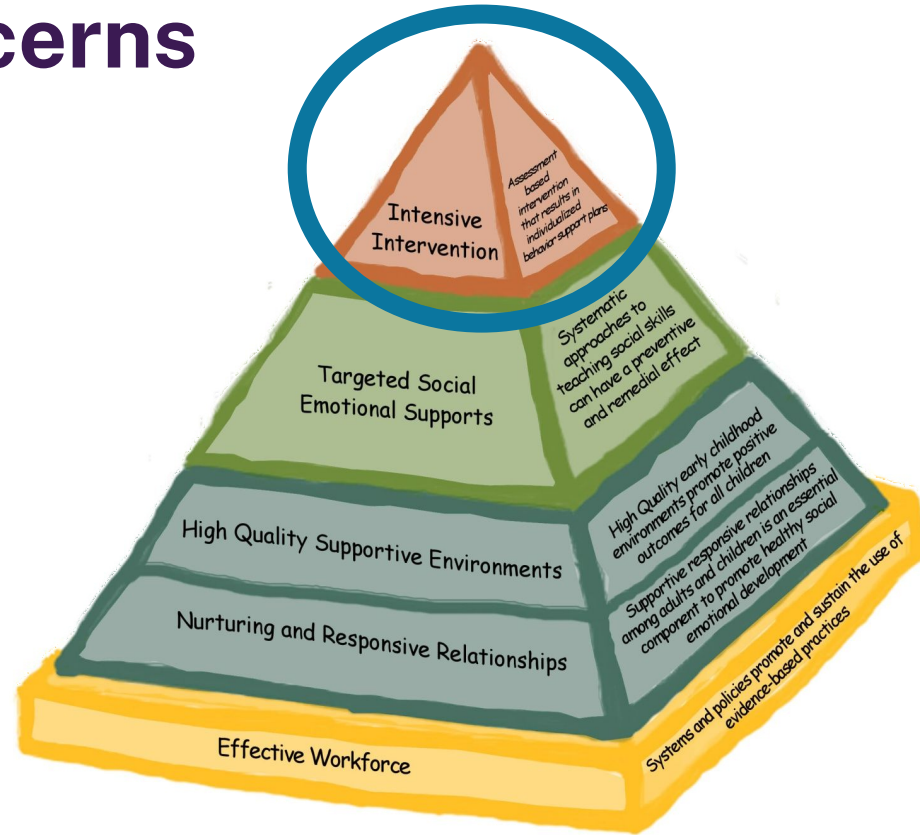 cerns
Intensive
Intervention
Assessment
based
intervention
that results in
individualized
behavior support plans
Targeted Social
Emotional Supports
Systematic
approaches to
teaching social skills
can have a preventive
and remedial effect
High Quality Supportive Environments
High Quality early childhood
environments promote positive
outcomes for all children
Nurturing and Responsive Relationships
Supportive responsive relationships
among adults and children is an essential
component to promote healthy social
emotional development
Effective Workforce
Systems and policies promote and sustain the use of
evidence-based practices